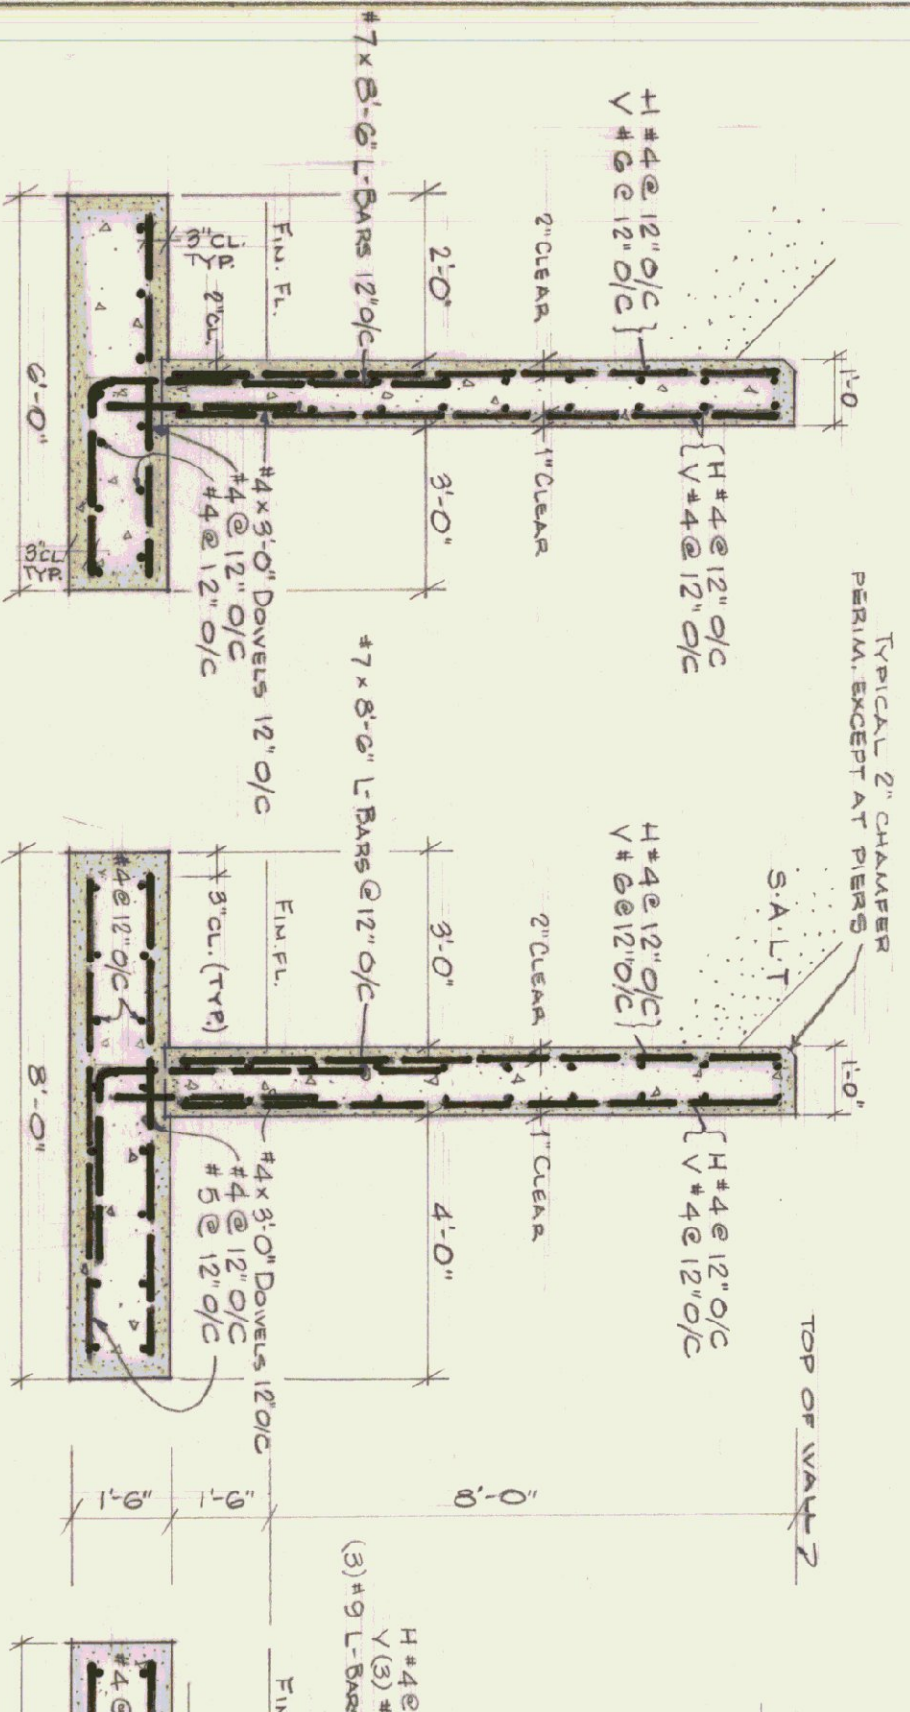 TYPICAL 2" CHAMFER
PERIM. EXCEPT AT PIERS
1'-0
H #4 @ 12" O/C
V #6 @ 12" O/C
H #4 @ 12" O/C
V #4 @ 12" O/C
2" CLEAR
1" CLEAR
2'-0"
3'-0"
#7 x 8'-6" L-BARS 12" O/C
FIN. FL.
2" CL.
3" CL.
TYP.
#4 x 3'-0" DOWELS 12" O/C
#4 @ 12" O/C
#4 @ 12" O/C
3" CL
TYP.
6'-0"
S.A.L.T
1'-0"
H #4 @ 12" O/C
V #6 @ 12" O/C
H #4 @ 12" O/C
V #4 @ 12" O/C
2" CLEAR
1" CLEAR
3'-0"
4'-0"
#7 x 8'-6" L-BARS @ 12" O/C
FIN. FL.
3" CL. (TYP.)
#4 x 3'-0" DOWELS 12" O/C
#4 @ 12" O/C
#5 @ 12" O/C
#4 @ 12" O/C
8'-0"
TOP OF WALL
8'-0"
1'-6"
1'-6"
H #4 @
V (3) #
(3) #9 L-BARS
FIN
#4 @